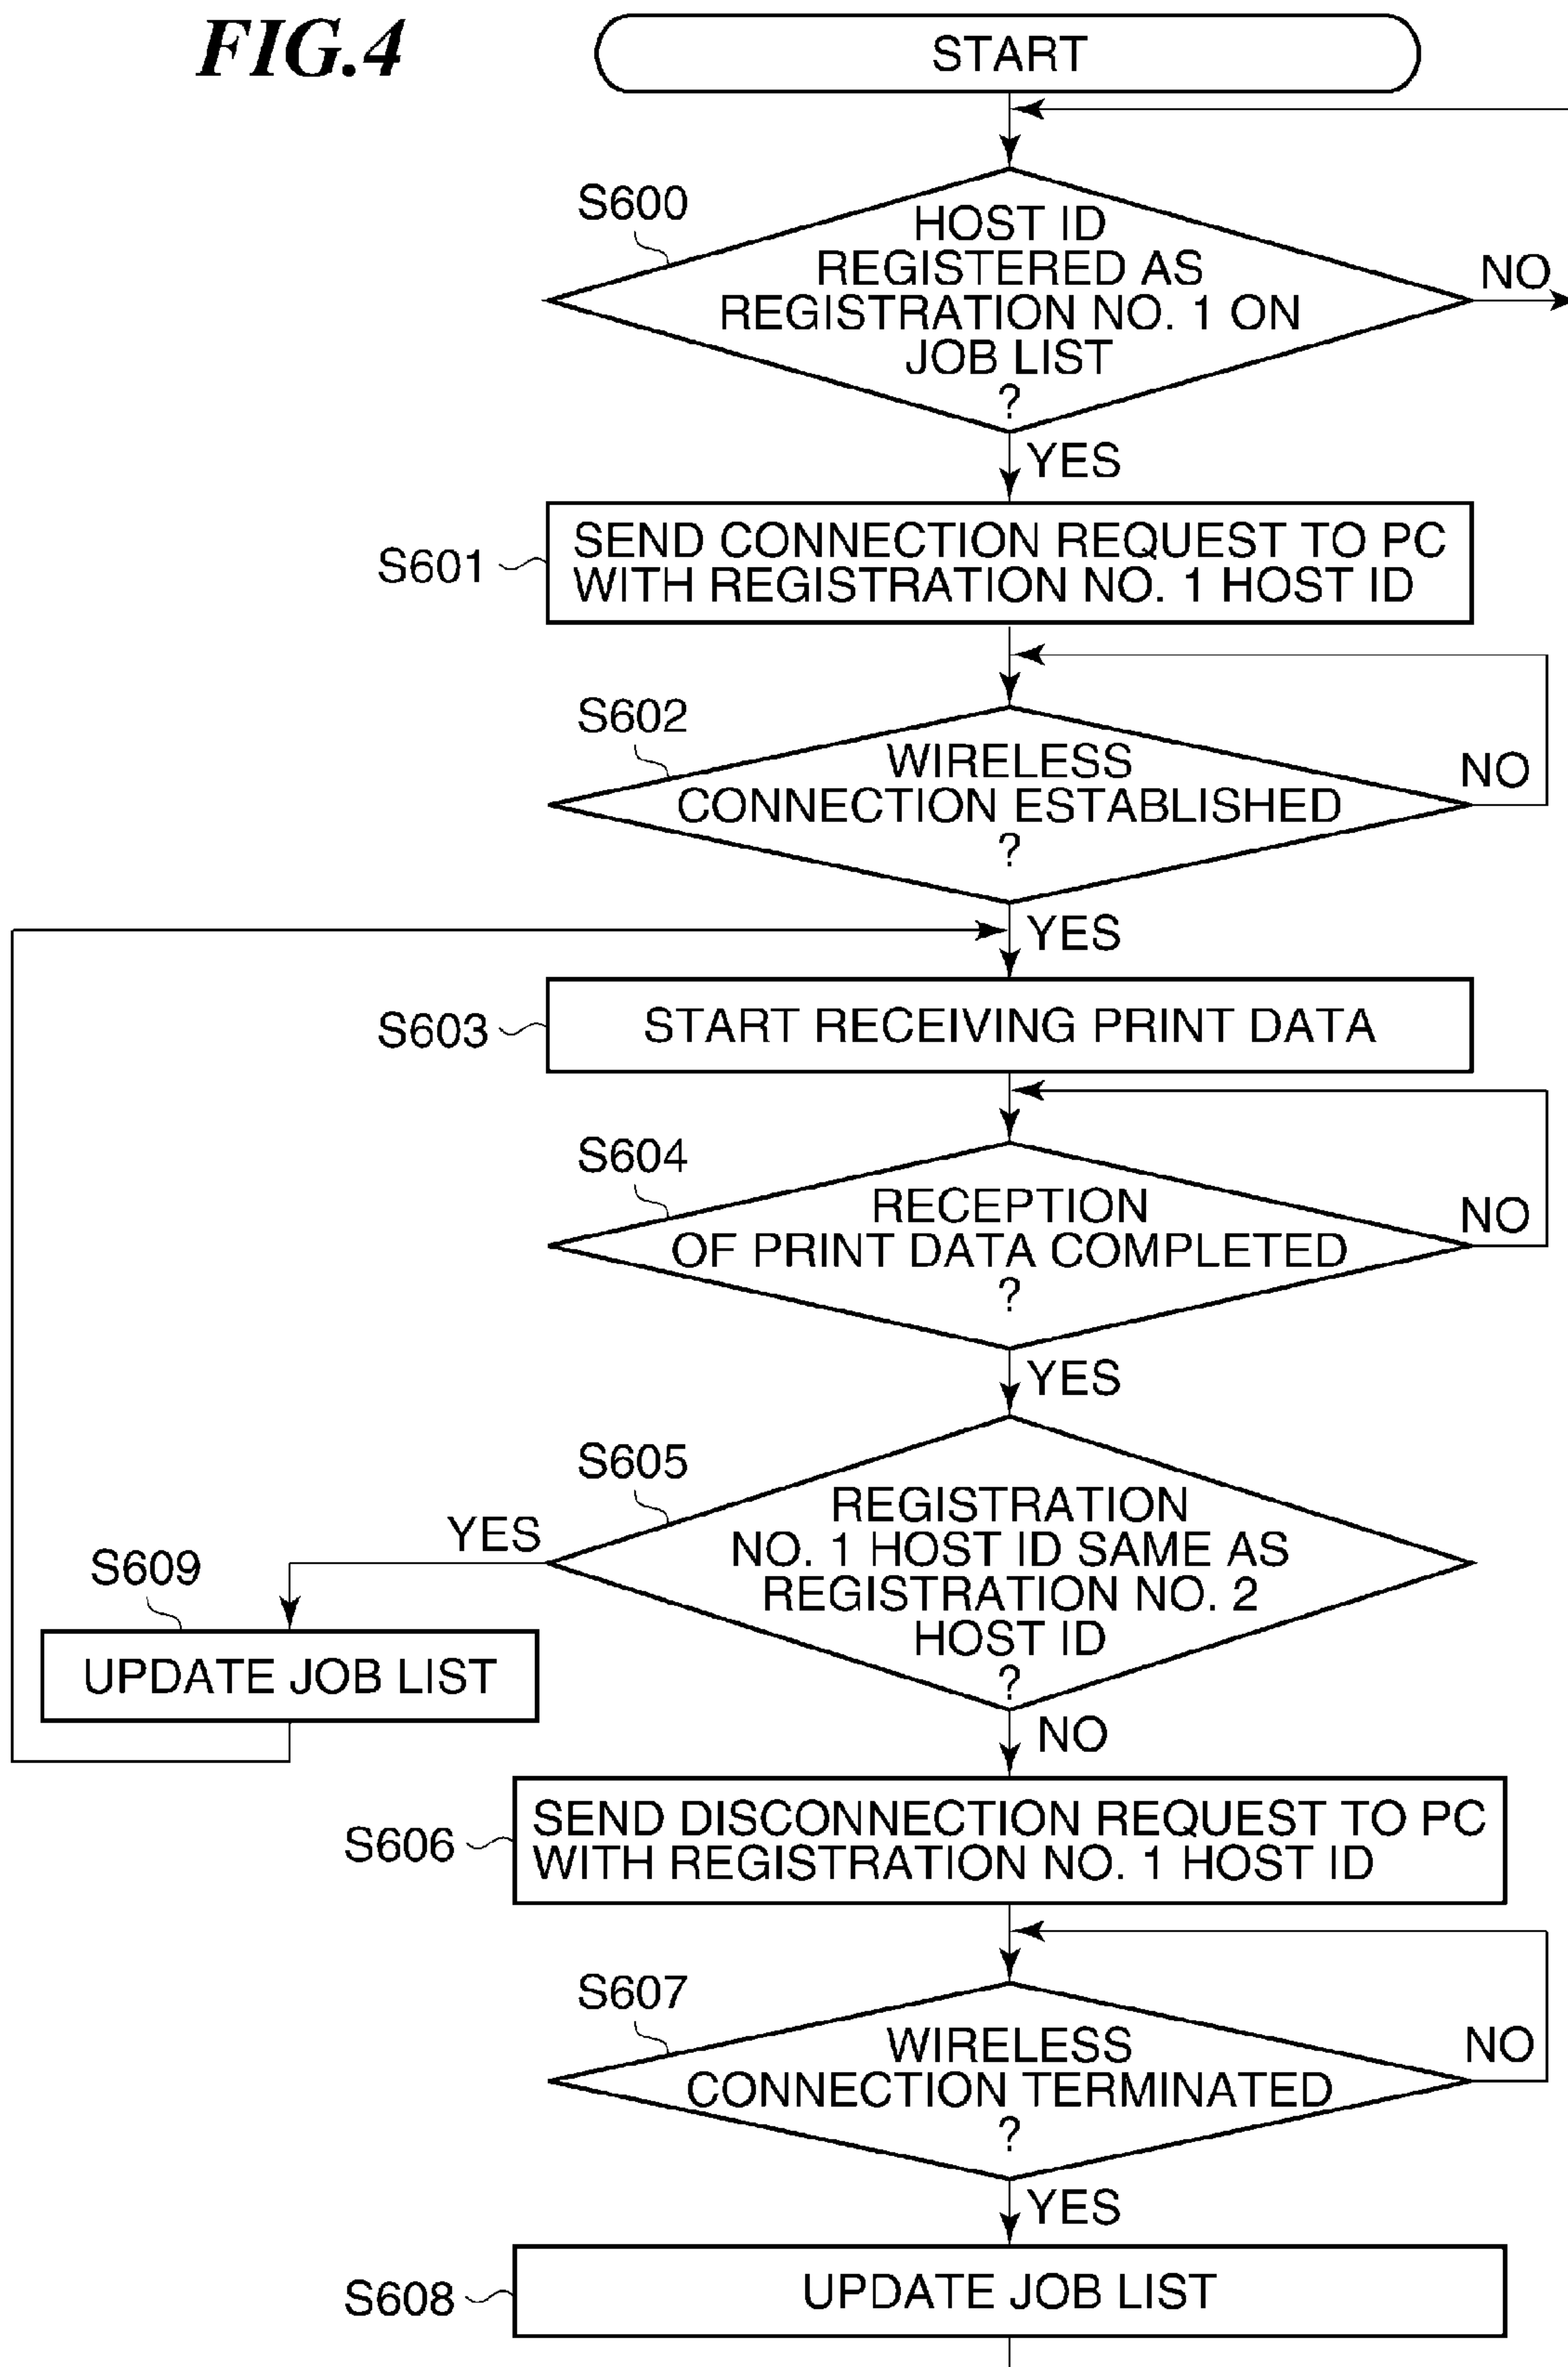 FIG.4
START
S600
HOST ID
REGISTERED AS
REGISTRATION NO. 1 ON
JOB LIST
?
NO
YES
S601
SEND CONNECTION REQUEST TO PC
WITH REGISTRATION NO. 1 HOST ID
S602
WIRELESS
CONNECTION ESTABLISHED
?
NO
YES
S603
START RECEIVING PRINT DATA
S604
RECEPTION
OF PRINT DATA COMPLETED
?
NO
YES
S605
REGISTRATION
NO. 1 HOST ID SAME AS
REGISTRATION NO. 2
HOST ID
?
YES
S609
UPDATE JOB LIST
NO
S606
SEND DISCONNECTION REQUEST TO PC
WITH REGISTRATION NO. 1 HOST ID
S607
WIRELESS
CONNECTION TERMINATED
?
NO
YES
S608
UPDATE JOB LIST